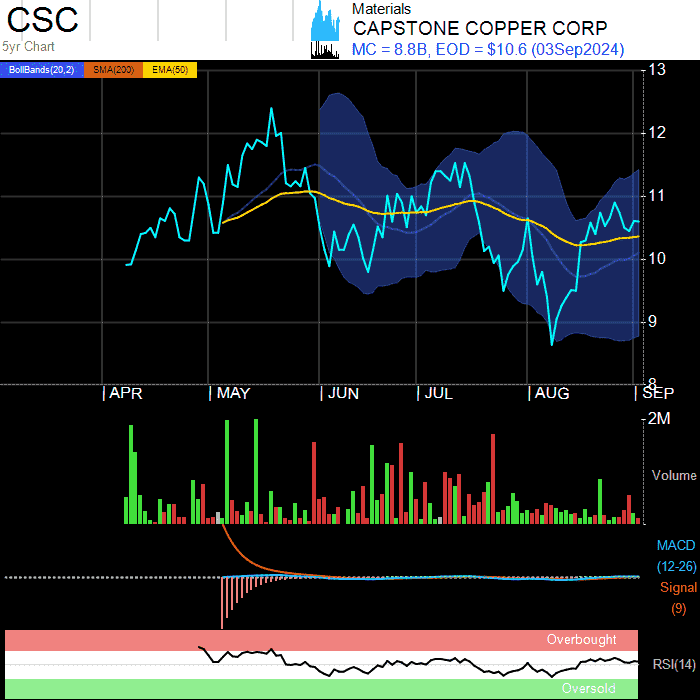 CSC
5yr Chart
Materials
CAPSTONE COPPER CORP
MC = 8.8B, EOD = $10.6 (03Sep2024)
BollBands(20,2) SMA(200) EMA(50)
13
12
11
10
9
8
APR MAY JUN JUL AUG SEP
2M
Volume
MACD
(12-26)
Signal
(9)
Overbought
RSI(14)
Oversold